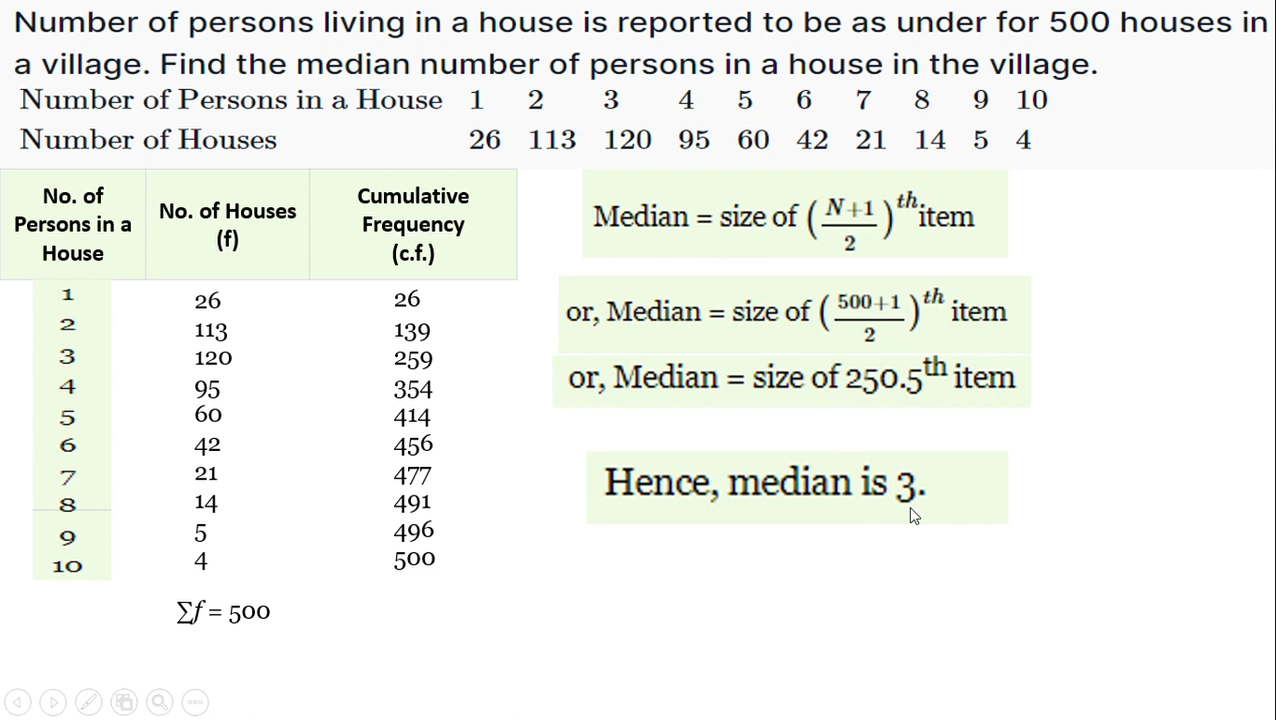 Number of persons living in a house is reported to be as under for 500 houses in
a village. Find the median number of persons in a house in the village.
Number of Persons in a House 1 2 3 4 5 6 7 8 9 10
Number of Houses 26 113 120 95 60 42 21 14 5 4
No. of Persons in a House | No. of Houses (f) | Cumulative Frequency (c.f.)
1 26 26
2 113 139
3 120 259
4 95 354
5 60 414
6 42 456
7 21 477
8 14 491
9 5 496
10 4 500
∑f = 500
Median = size of (N+1/2)^th item
or, Median = size of (500+1/2)^th item
or, Median = size of 250.5^th item
Hence, median is 3.